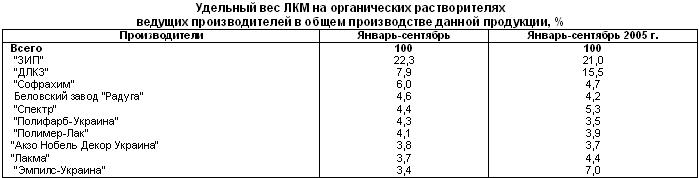 Удельный вес ЛКМ на органических растворителях
ведущих производителей в общем производстве данной продукции, %
Производители Январь-сентябрь Январь-сентябрь 2005 г.
Всего 100 100
"ЗИП" 22,3 21,0
"ДЛКЗ" 7,9 15,5
"Софрахим" 6,0 4,7
Беловский завод "Радуга" 4,6 4,2
"Спектр" 4,4 5,3
"Полифарб-Украина" 4,3 3,5
"Полимер-Лак" 4,1 3,9
"Акзо Нобель Декор Украина" 3,8 3,7
"Лакма" 3,7 4,4
"Эмпилс-Украина" 3,4 7,0